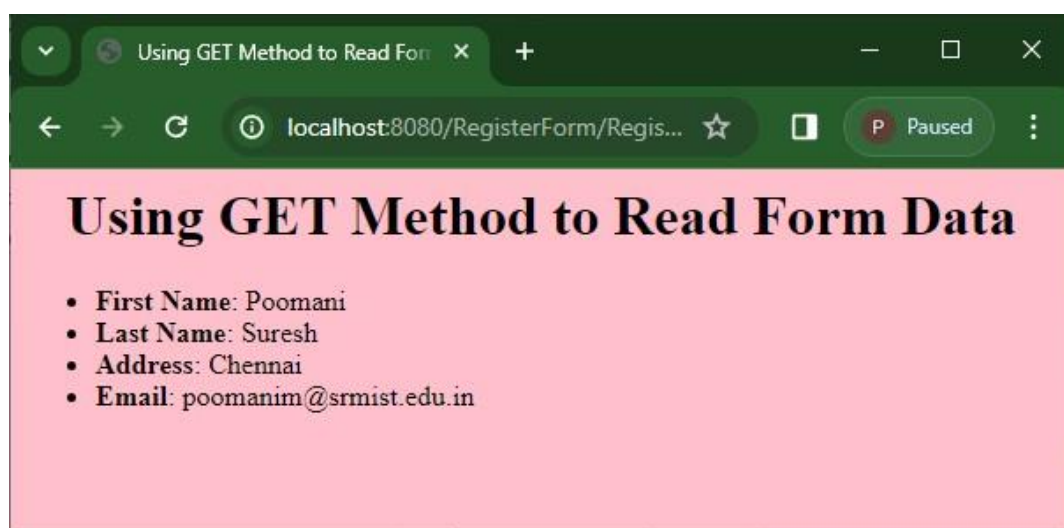 Using GET Method to Read For
localhost:8080/RegisterForm/Regis...
P Paused
Using GET Method to Read Form Data
• First Name: Poomani
• Last Name: Suresh
• Address: Chennai
• Email: poomanim@srmist.edu.in